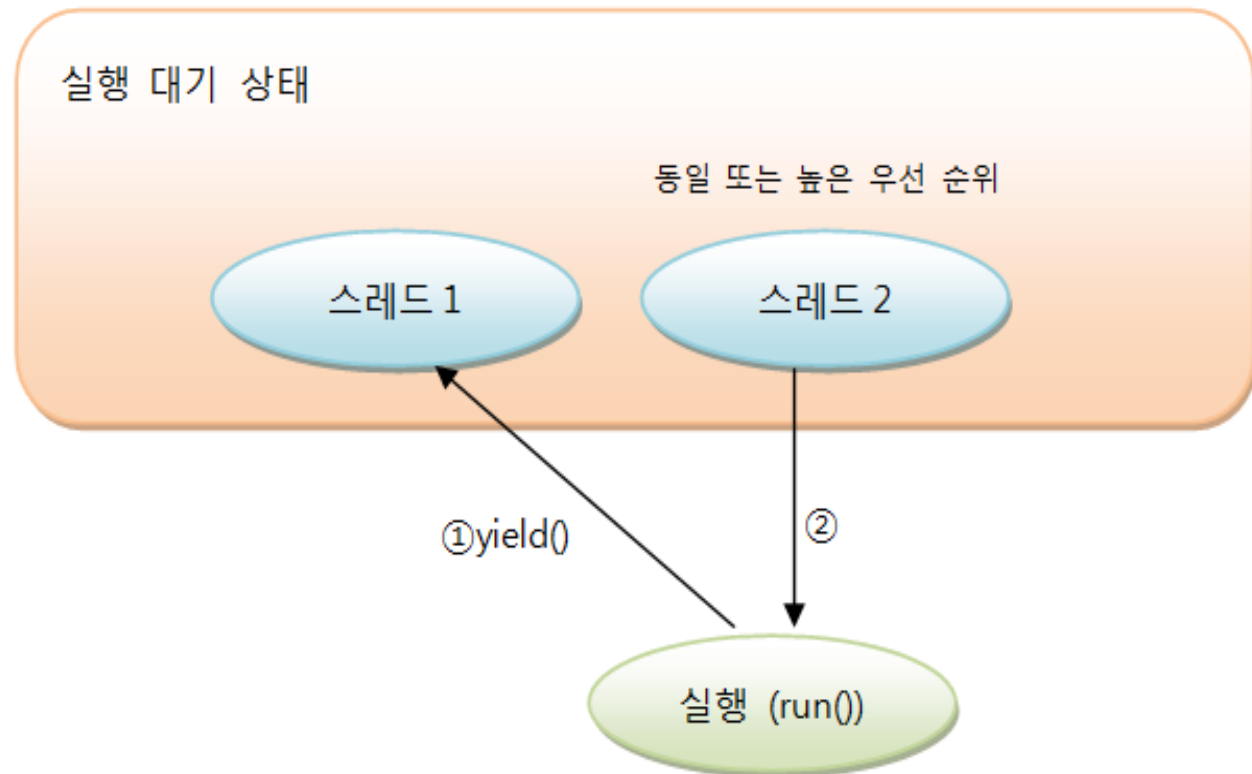 실행 대기 상태
동일 또는 높은 우선 순위
스레드 1
스레드 2
①yield()
②
실행 (run())